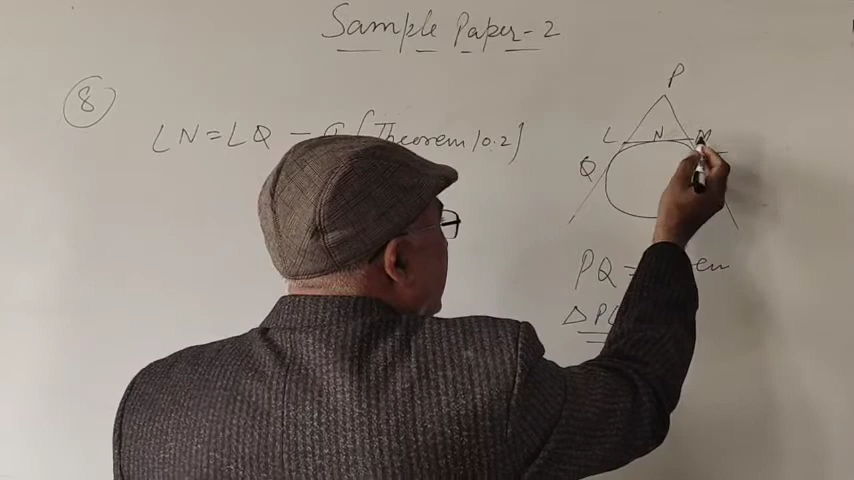 Sample Paper-2
8
P
LN = LQ - [Theorem 10.2]
L N M
Q
PQ =
△ P